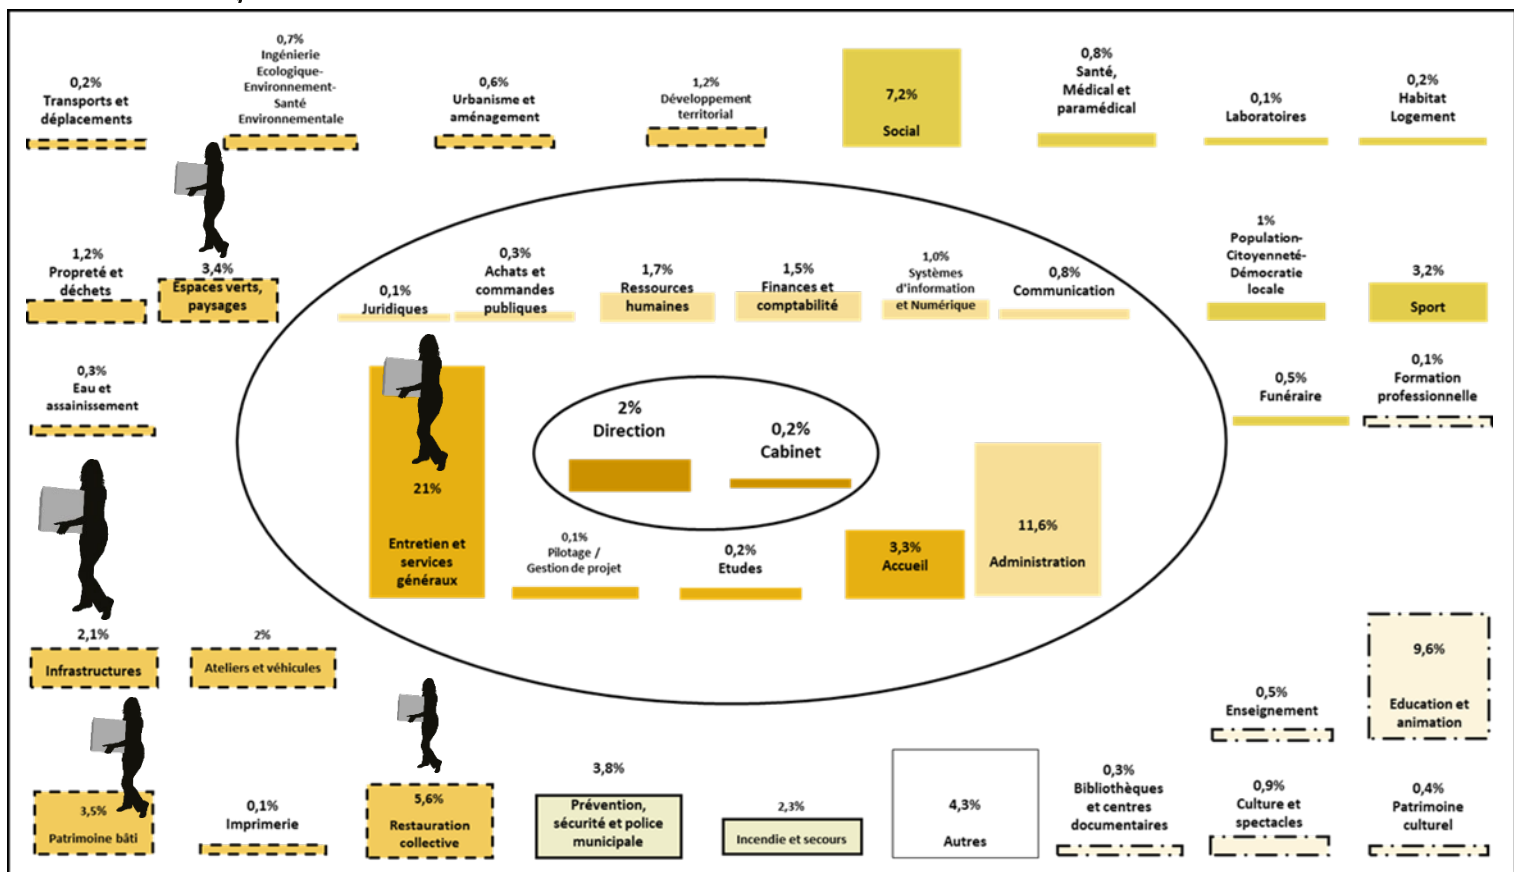 0,2%
Transports et
déplacements
0,7%
Ingénierie
Ecologique-
Environnement-
Santé
Environnementale
0,6%
Urbanisme et
aménagement
1,2%
Développement
territorial
7,2%
Social
0,8%
Santé,
Médical et
paramédical
0,1%
Laboratoires
0,2%
Habitat
Logement
1,2%
Propreté et
déchets
3,4%
Espaces verts,
paysages
0,1%
Juridiques
0,3%
Achats et
commandes
publiques
1,7%
Ressources
humaines
1,5%
Finances et
comptabilité
1,0%
Systèmes
d'information
et Numérique
0,8%
Communication
1%
Population-
Citoyenneté-
Démocratie
locale
3,2%
Sport
0,3%
Eau et
assainissement
21%
Entretien et
services
généraux
2%
Direction
0,2%
Cabinet
0,5%
Funéraire
0,1%
Formation
professionnelle
0,1%
Pilotage /
Gestion de projet
0,2%
Etudes
3,3%
Accueil
11,6%
Administration
2,1%
Infrastructures
2%
Ateliers et véhicules
9,6%
Education et
animation
0,5%
Enseignement
3,5%
Patrimoine bâti
0,1%
Imprimerie
5,6%
Restauration
collective
3,8%
Prévention,
sécurité et police
municipale
2,3%
Incendie et secours
4,3%
Autres
0,3%
Bibliothèques
et centres
documentaires
0,9%
Culture et
spectacles
0,4%
Patrimoine
culturel